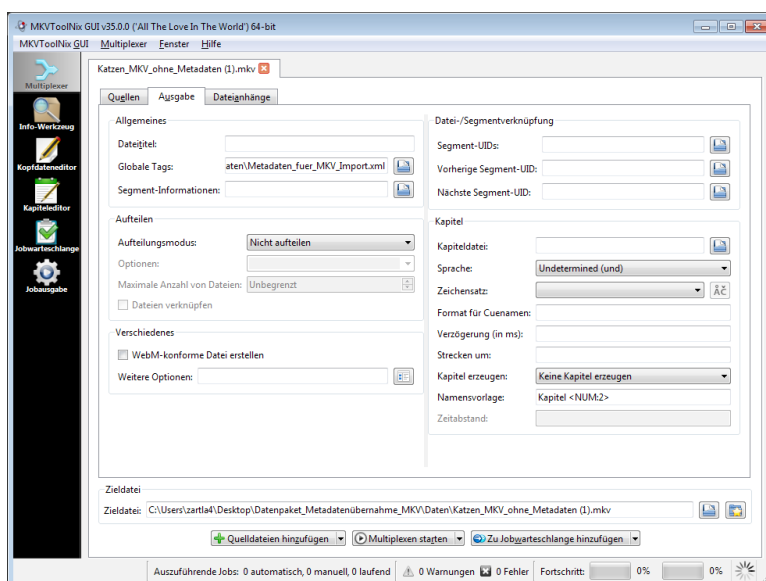 MKVToolNix GUI v35.0.0 ('All The Love In The World') 64-bit
MKVToolNix GUI Multiplexer Fenster Hilfe
Multiplexer
Info-Werkzeug
Kopfdateneditor
Kapiteleditor
Jobwarteschlange
Jobausgabe
Katzen_MKV_ohne_Metadaten (1).mkv
Quellen Ausgabe Dateianhänge
Allgemeines
Dateititel:
Globale Tags: aten\Metadaten_fuer_MKV_Import.xml
Segment-Informationen:
Aufteilen
Aufteilungsmodus: Nicht aufteilen
Optionen:
Maximale Anzahl von Dateien: Unbegrenzt
Dateien verknüpfen
Verschiedenes
WebM-konforme Datei erstellen
Weitere Optionen:
Datei-/Segmentverknüpfung
Segment-UIDs:
Vorherige Segment-UID:
Nächste Segment-UID:
Kapitel
Kapiteldatei:
Sprache: Undetermined (und)
Zeichensatz: ÅČ
Format für Cuenamen:
Verzögerung (in ms):
Strecken um:
Kapitel erzeugen: Keine Kapitel erzeugen
Namensvorlage: Kapitel <NUM:2>
Zeitabstand:
Zieldatei
Zieldatei: C:\Users\zartla4\Desktop\Datenpaket_Metadatenübernahme_MKV\Daten\Katzen_MKV_ohne_Metadaten (1).mkv
Quelldateien hinzufügen Multiplexen starten Zu Jobwarteschlange hinzufügen
Auszuführende Jobs: 0 automatisch, 0 manuell, 0 laufend 0 Warnungen 0 Fehler Fortschritt: 0% 0%